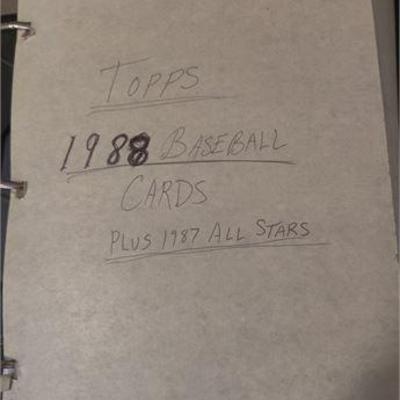 TOPPS
1988 BASEBALL
CARDS
PLUS 1987 ALL STARS